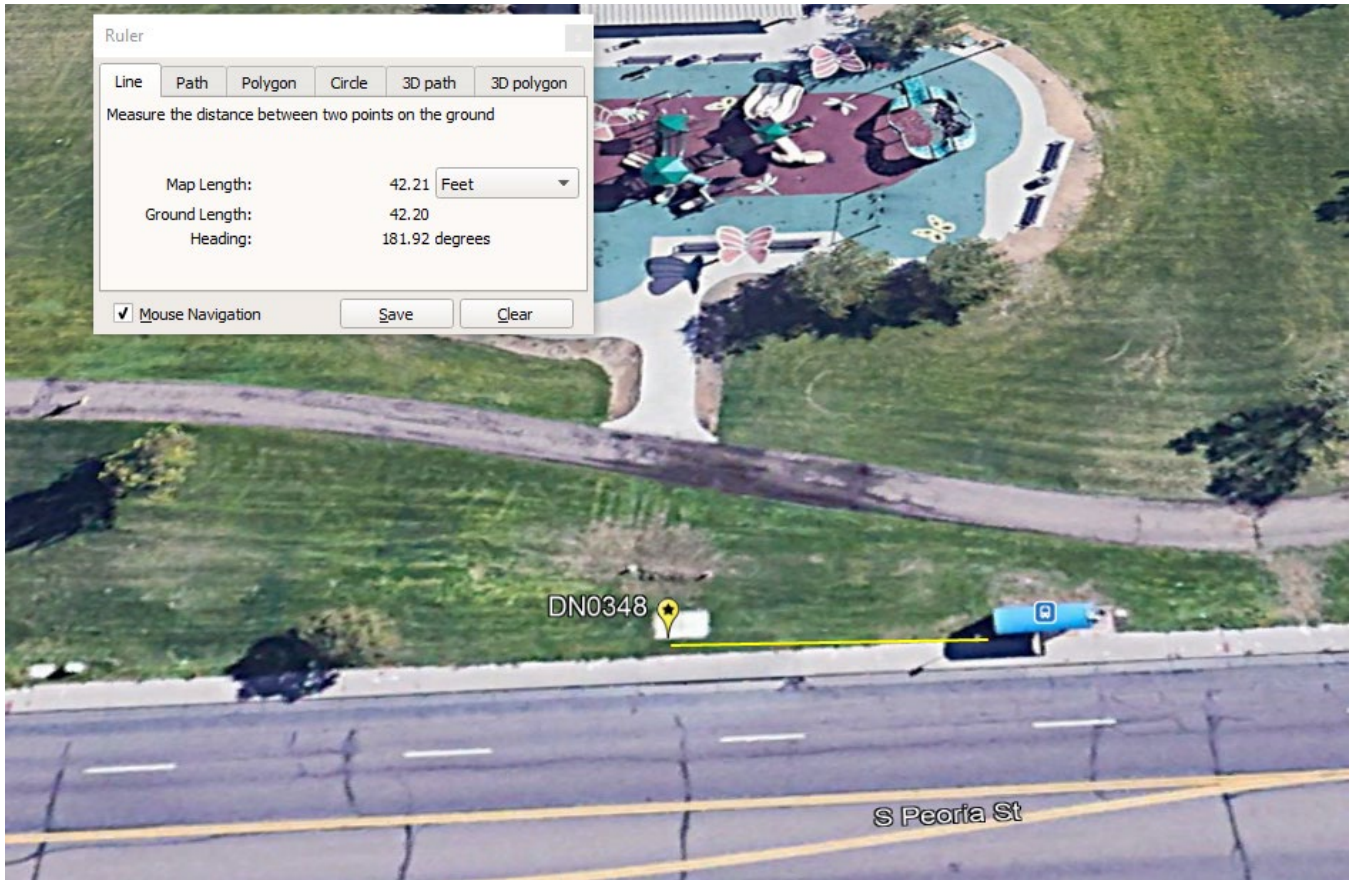 Ruler
Line Path Polygon Circle 3D path 3D polygon
Measure the distance between two points on the ground
Map Length: 42.21 Feet
Ground Length: 42.20
Heading: 181.92 degrees
Mouse Navigation Save Clear
DN0348
S Peoria St